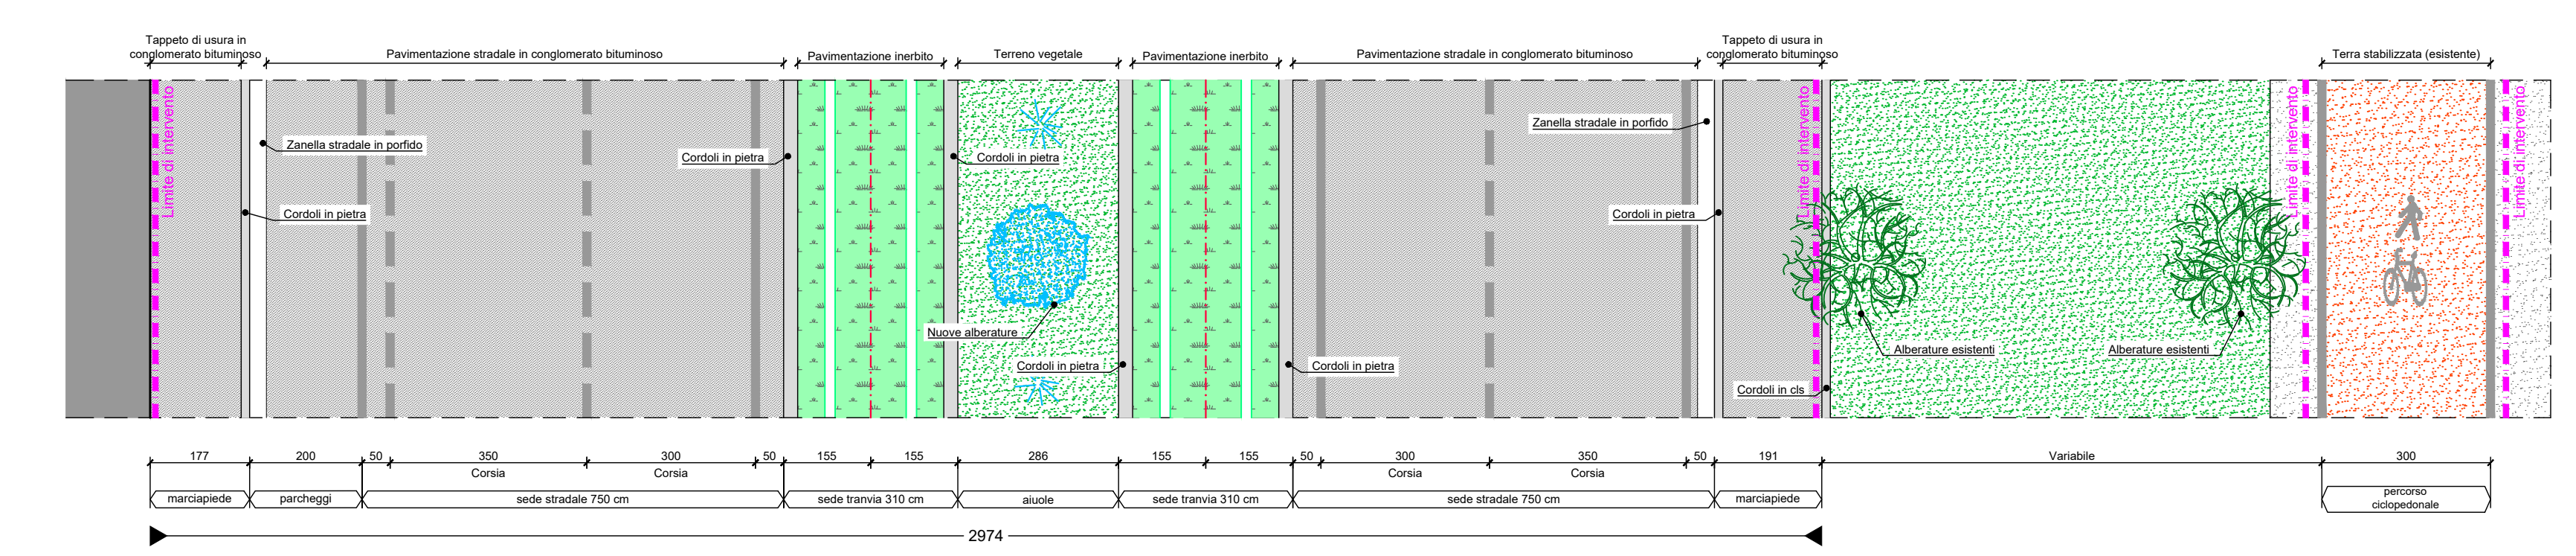 Tappeto di usura in
conglomerato bituminoso
Pavimentazione stradale in conglomerato bituminoso
Pavimentazione inerbito
Terreno vegetale
Pavimentazione inerbito
Pavimentazione stradale in conglomerato bituminoso
Tappeto di usura in
conglomerato bituminoso
Terra stabilizzata (esistente)
Limite di intervento
Zanella stradale in porfido
Cordoli in pietra
Cordoli in pietra
Cordoli in pietra
Nuove alberature
Cordoli in pietra
Cordoli in pietra
Zanella stradale in porfido
Cordoli in pietra
Limite di intervento
Cordoli in cls
Alberature esistenti
Alberature esistenti
Limite di intervento
Limite di intervento
177 200 50 350 300 50 155 155 286 155 155 50 300 350 50 191 Variabile 300
Corsia Corsia Corsia Corsia
marciapiede parcheggi sede stradale 750 cm sede tranvia 310 cm aiuole sede tranvia 310 cm sede stradale 750 cm marciapiede percorso
ciclopedonale
2974